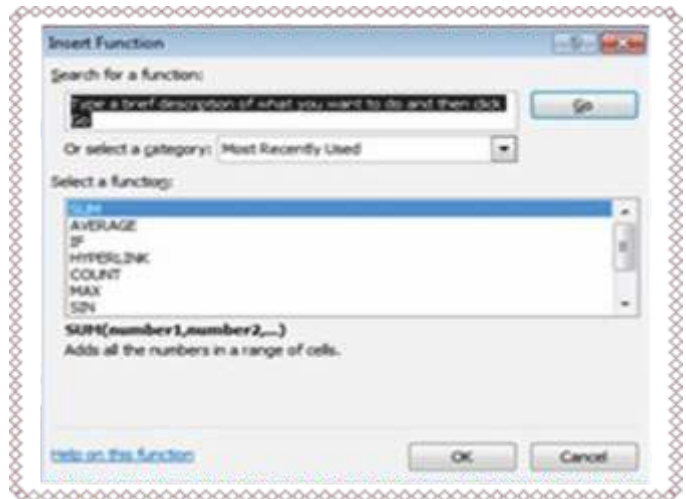 Insert Function
Search for a function:
Type a brief description of what you want to do and then click
Go
Go
Or select a category: Most Recently Used
Select a function:
SUM
AVERAGE
IF
HYPERLINK
COUNT
MAX
SIN
SUM(number1,number2,...)
Adds all the numbers in a range of cells.
Help on this function
OK
Cancel